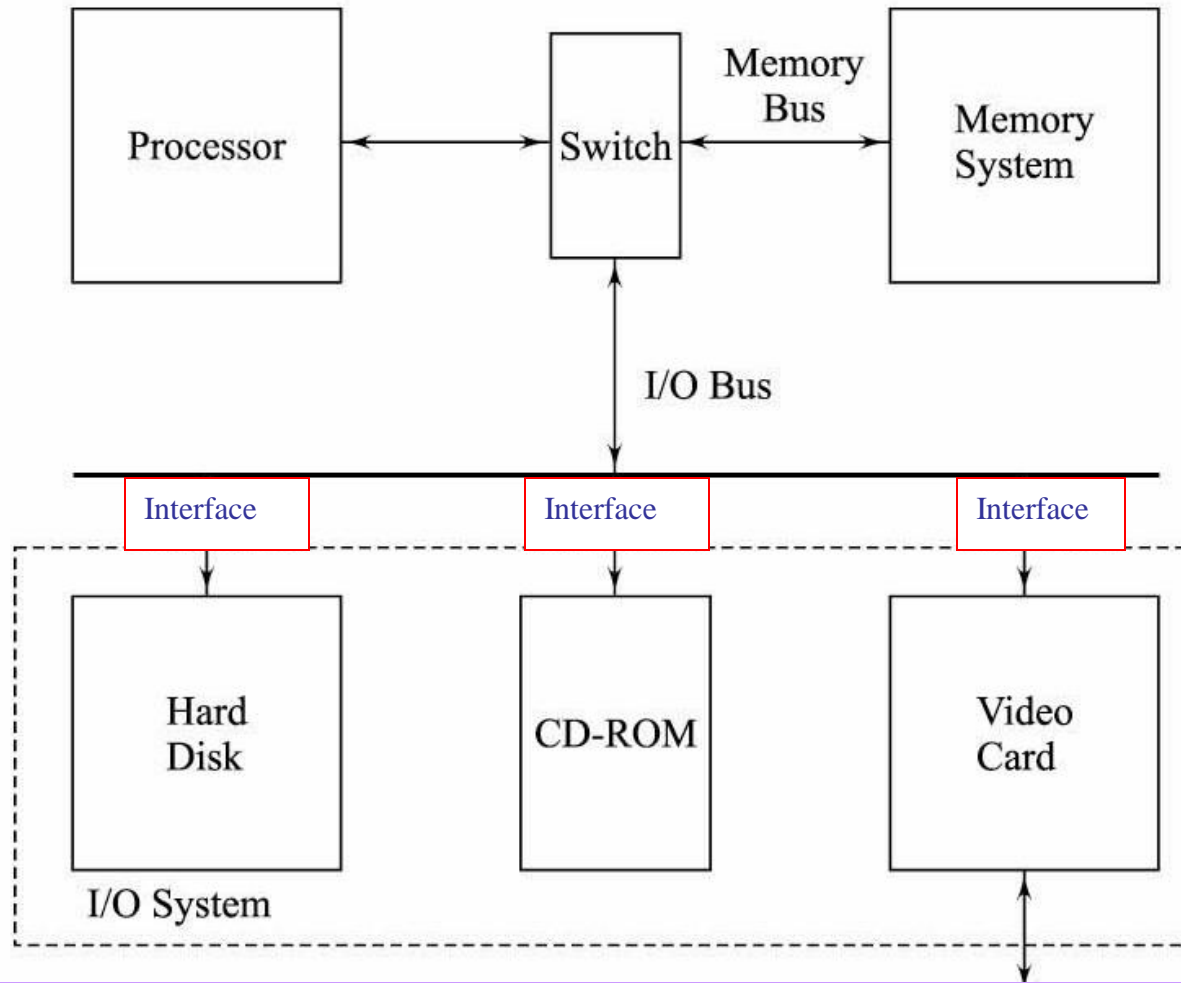 Processor
Switch
Memory
Bus
Memory
System
I/O Bus
Interface
Interface
Interface
Hard
Disk
CD-ROM
Video
Card
I/O System